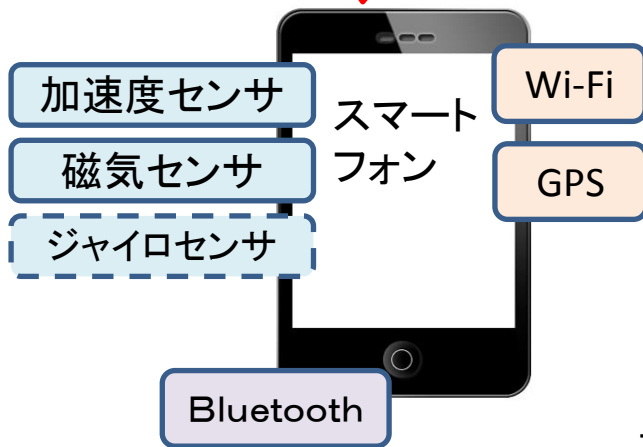 加速度センサ
磁気センサ
ジャイロセンサ
スマート
フォン
Wi-Fi
GPS
Bluetooth